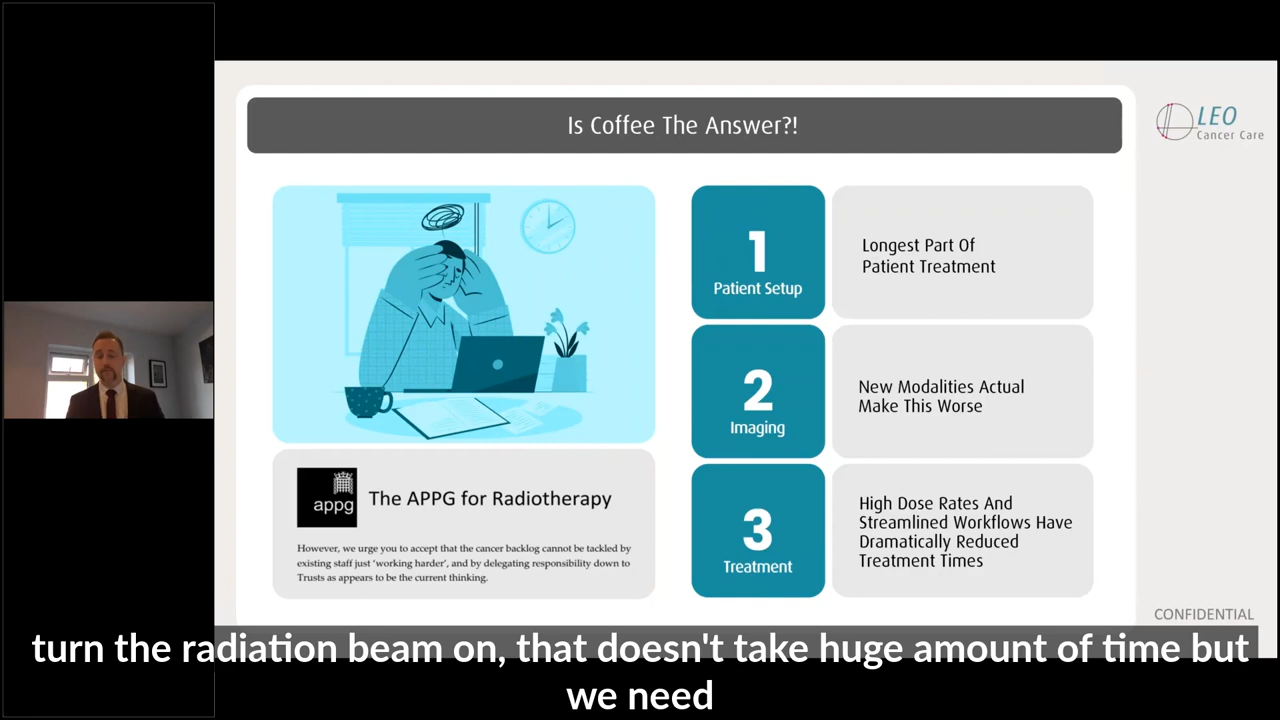 Is Coffee The Answer?!
LEO
Cancer Care
1
Patient Setup
Longest Part Of
Patient Treatment
2
Imaging
New Modalities Actual
Make This Worse
appg
The APPG for Radiotherapy
However, we urge you to accept that the cancer backlog cannot be tackled by
existing staff just ‘working harder’, and by delegating responsibility down to
Trusts as appears to be the current thinking.
3
Treatment
High Dose Rates And
Streamlined Workflows Have
Dramatically Reduced
Treatment Times
CONFIDENTIAL
turn the radiation beam on, that doesn't take huge amount of time but
we need